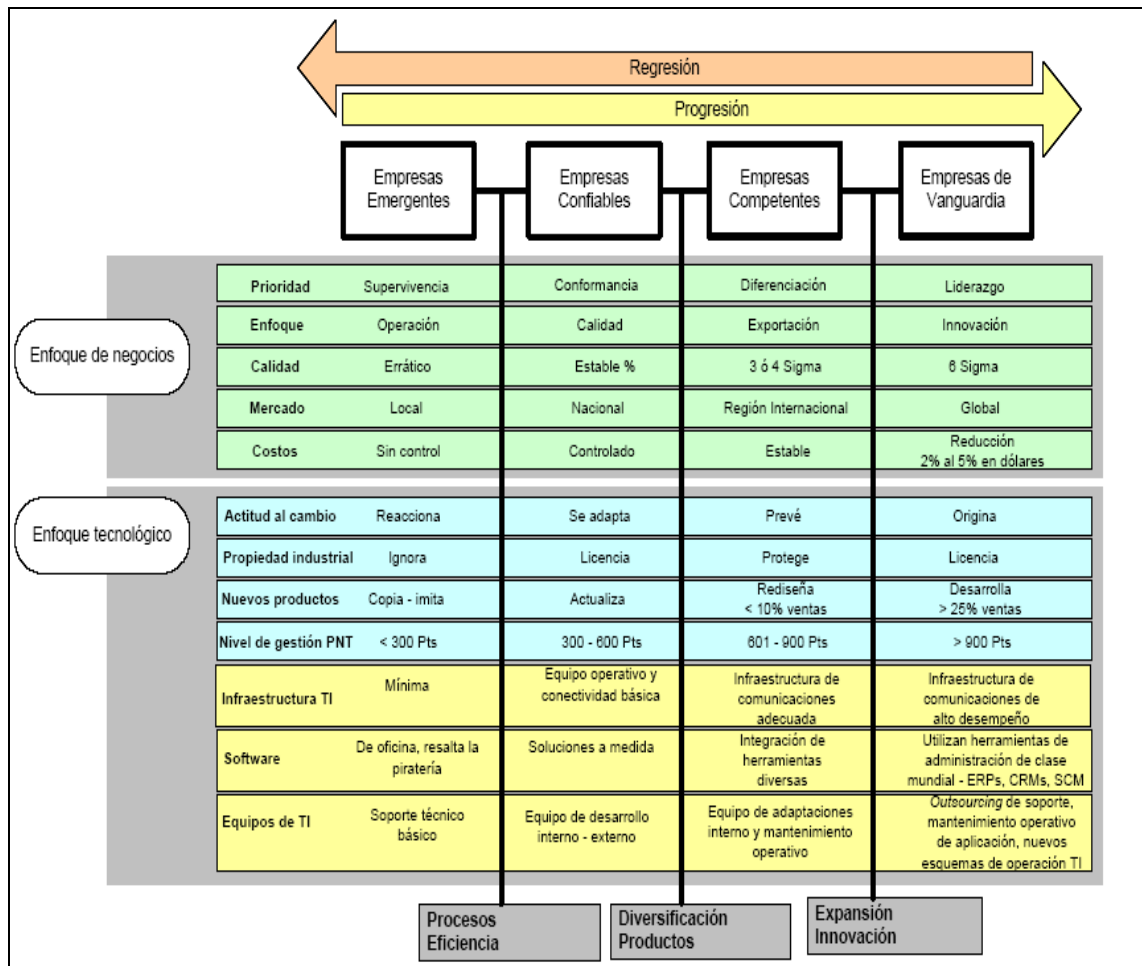 Regresión
Progresión
Empresas
Emergentes
Empresas
Confiables
Empresas
Competentes
Empresas de
Vanguardia
Enfoque de negocios
Prioridad Supervivencia Conformancia Diferenciación Liderazgo
Enfoque Operación Calidad Exportación Innovación
Calidad Errático Estable % 3 ó 4 Sigma 6 Sigma
Mercado Local Nacional Región Internacional Global
Costos Sin control Controlado Estable Reducción
2% al 5% en dólares
Enfoque tecnológico
Actitud al cambio Reacciona Se adapta Prevé Origina
Propiedad industrial Ignora Licencia Protege Licencia
Nuevos productos Copia - imita Actualiza Rediseña
< 10% ventas
Desarrolla
> 25% ventas
Nivel de gestión PNT < 300 Pts 300 - 600 Pts 601 - 900 Pts > 900 Pts
Infraestructura TI
Mínima
Equipo operativo y
conectividad básica
Infraestructura de
comunicaciones
adecuada
Infraestructura de
comunicaciones de
alto desempeño
Software
De oficina, resalta la
piratería
Soluciones a medida
Integración de
herramientas
diversas
Utilizan herramientas de
administración de clase
mundial - ERPs, CRMs, SCM
Equipos de TI
Soporte técnico
básico
Equipo de desarrollo
interno - externo
Equipo de adaptaciones
interno y mantenimiento
operativo
Outsourcing de soporte,
mantenimiento operativo
de aplicación, nuevos
esquemas de operación TI
Procesos
Eficiencia
Diversificación
Productos
Expansión
Innovación